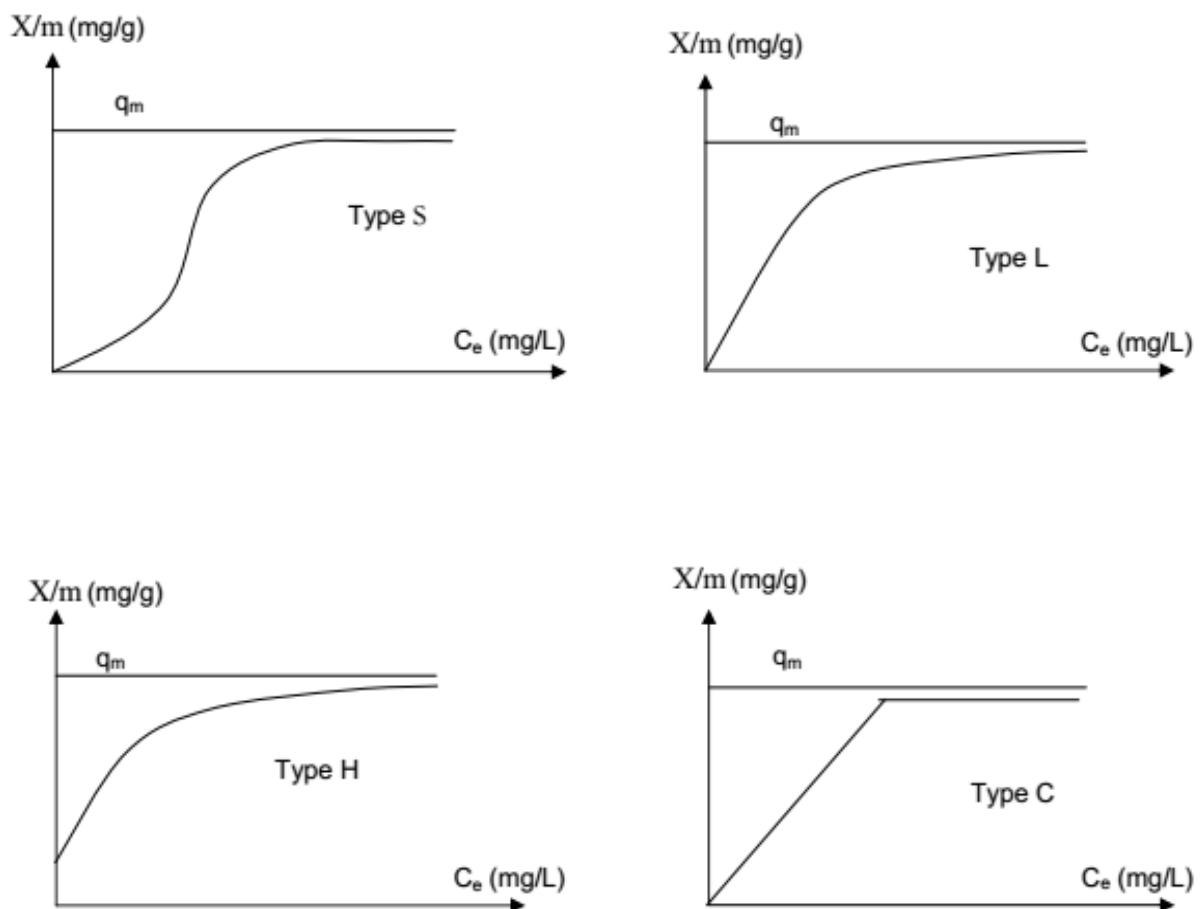 X/m (mg/g)
qₘ
Type S
Cₑ (mg/L)
X/m (mg/g)
qₘ
Type L
Cₑ (mg/L)
X/m (mg/g)
qₘ
Type H
Cₑ (mg/L)
X/m (mg/g)
qₘ
Type C
Cₑ (mg/L)